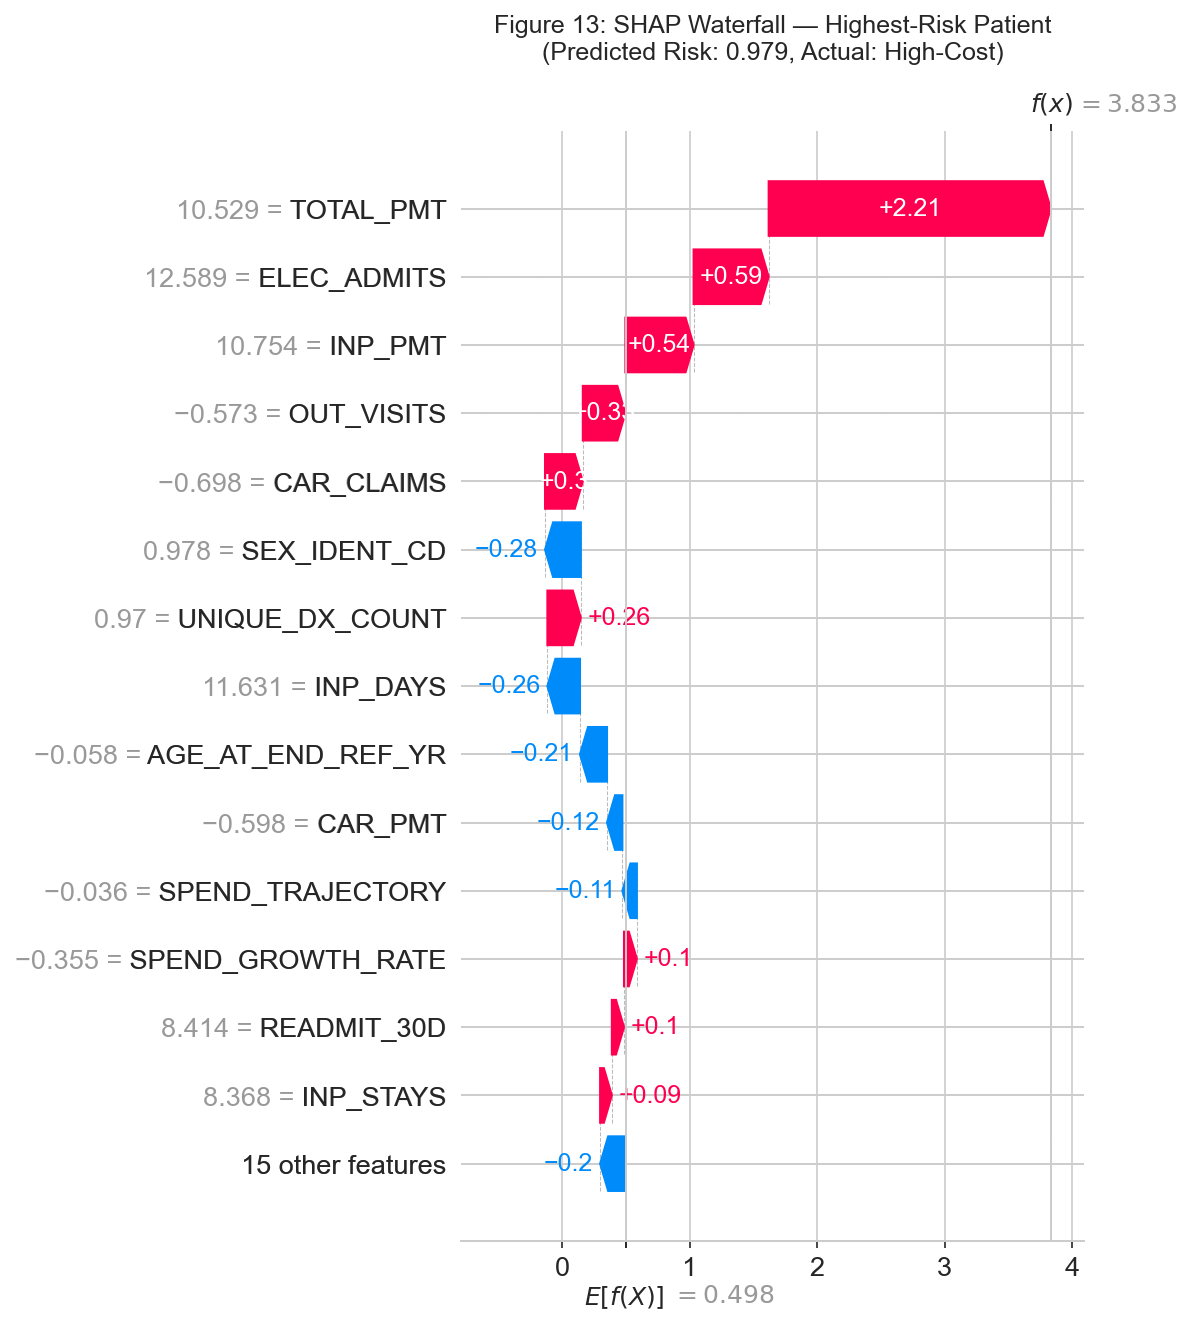 Figure 13: SHAP Waterfall — Highest-Risk Patient
(Predicted Risk: 0.979, Actual: High-Cost)
f(x) = 3.833
10.529 = TOTAL_PMT +2.21
12.589 = ELEC_ADMITS +0.59
10.754 = INP_PMT +0.54
−0.573 = OUT_VISITS
−0.698 = CAR_CLAIMS +0.3
0.978 = SEX_IDENT_CD −0.28
0.97 = UNIQUE_DX_COUNT +0.26
11.631 = INP_DAYS −0.26
−0.058 = AGE_AT_END_REF_YR −0.21
−0.598 = CAR_PMT −0.12
−0.036 = SPEND_TRAJECTORY −0.11
−0.355 = SPEND_GROWTH_RATE +0.1
8.414 = READMIT_30D +0.1
8.368 = INP_STAYS +0.09
15 other features −0.2
0 1 2 3 4
E[f(X)] = 0.498